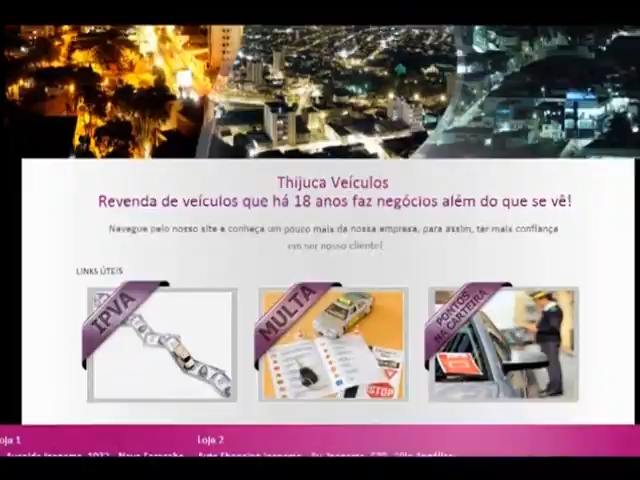 Thijuca Veículos
Revenda de veículos que há 18 anos faz negócios além do que se vê!
Navegue pelo nosso site e conheça um pouco mais da nossa empresa, para assim, ter mais confiança
em ser nosso cliente!
LINKS ÚTEIS
IPVA
MULTA
PONTOS
NA CARTEIRA
STOP
Loja 2